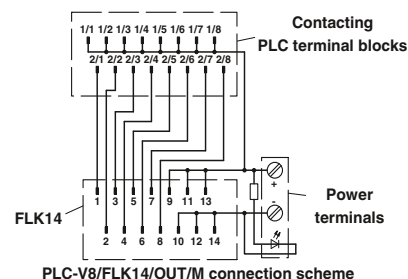 Contacting
PLC terminal blocks
1/1 1/2 1/3 1/4 1/5 1/6 1/7 1/8
2/1 2/2 2/3 2/4 2/5 2/6 2/7 2/8
1 3 5 7 9 11 13
+
-
Power
terminals
FLK14
2 4 6 8 10 12 14
PLC-V8/FLK14/OUT/M connection scheme